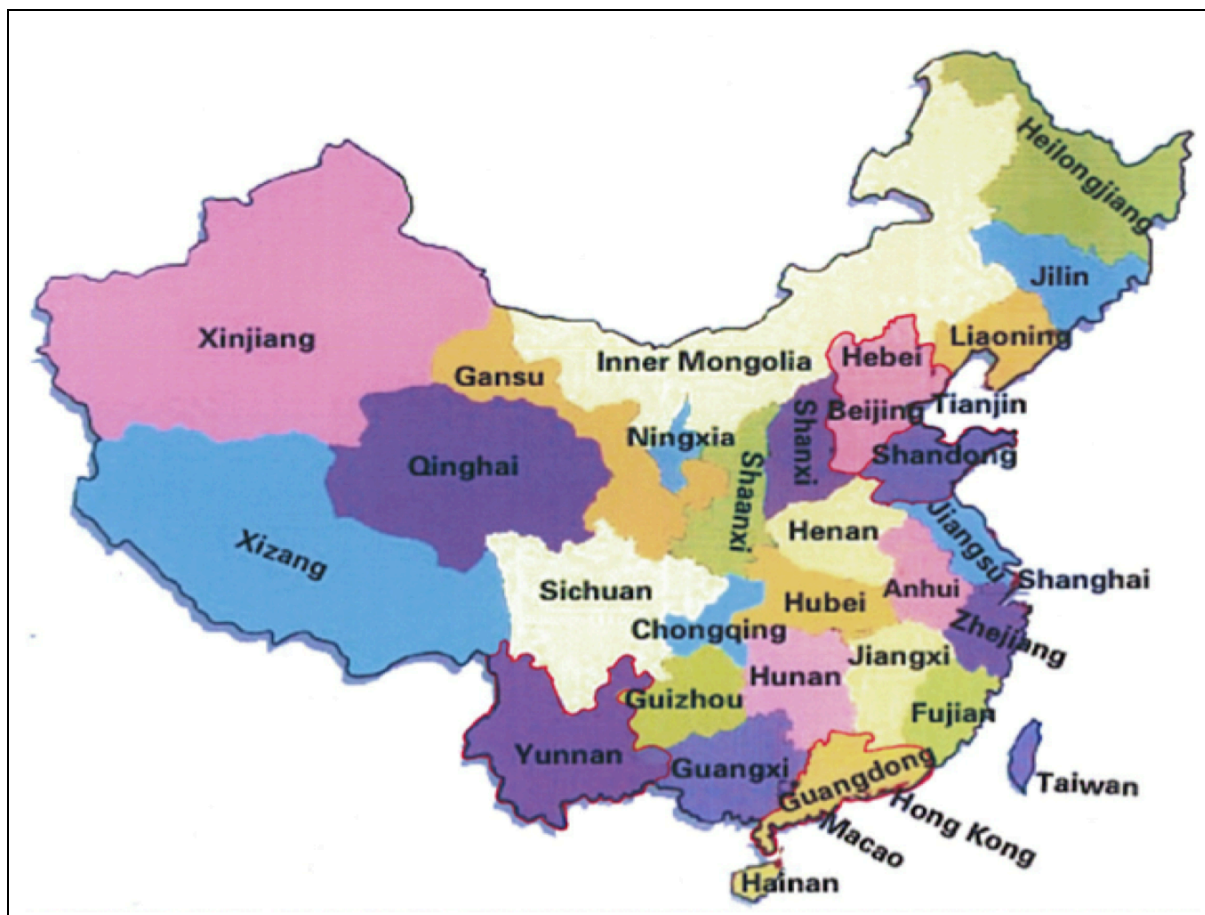 Heilongjiang
Jilin
Xinjiang
Liaoning
Inner Mongolia
Hebei
Gansu
Beijing
Tianjin
Shanxi
Ningxia
Qinghai
Shandong
Shaanxi
Xizang
Henan
Jiangsu
Sichuan
Anhui
Shanghai
Hubei
Chongqing
Zhejiang
Jiangxi
Hunan
Guizhou
Fujian
Yunnan
Guangxi
Guangdong
Taiwan
Hong Kong
Macao
Hainan